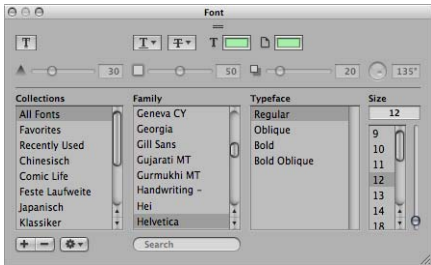 Font
T T T T
30 50 20 135°
Collections Family Typeface Size
All Fonts
Favorites
Recently Used
Chinesisch
Comic Life
Feste Laufweite
Japanisch
Klassiker
Geneva CY
Georgia
Gill Sans
Gujarati MT
Gurmukhi MT
Handwriting –
Hei
Helvetica
Regular
Oblique
Bold
Bold Oblique
12
9
10
11
12
13
14
18
Search